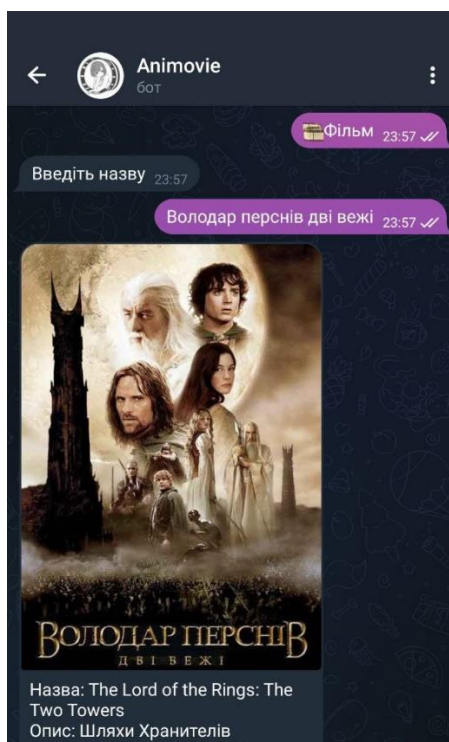 Animovie
бот
Фільм 23:57
Введіть назву 23:57
Володар перснів дві вежі 23:57
ВОЛОДАР ПЕРСНІВ
ДВІ ВЕЖІ
Назва: The Lord of the Rings: The
Two Towers
Опис: Шляхи Хранителів